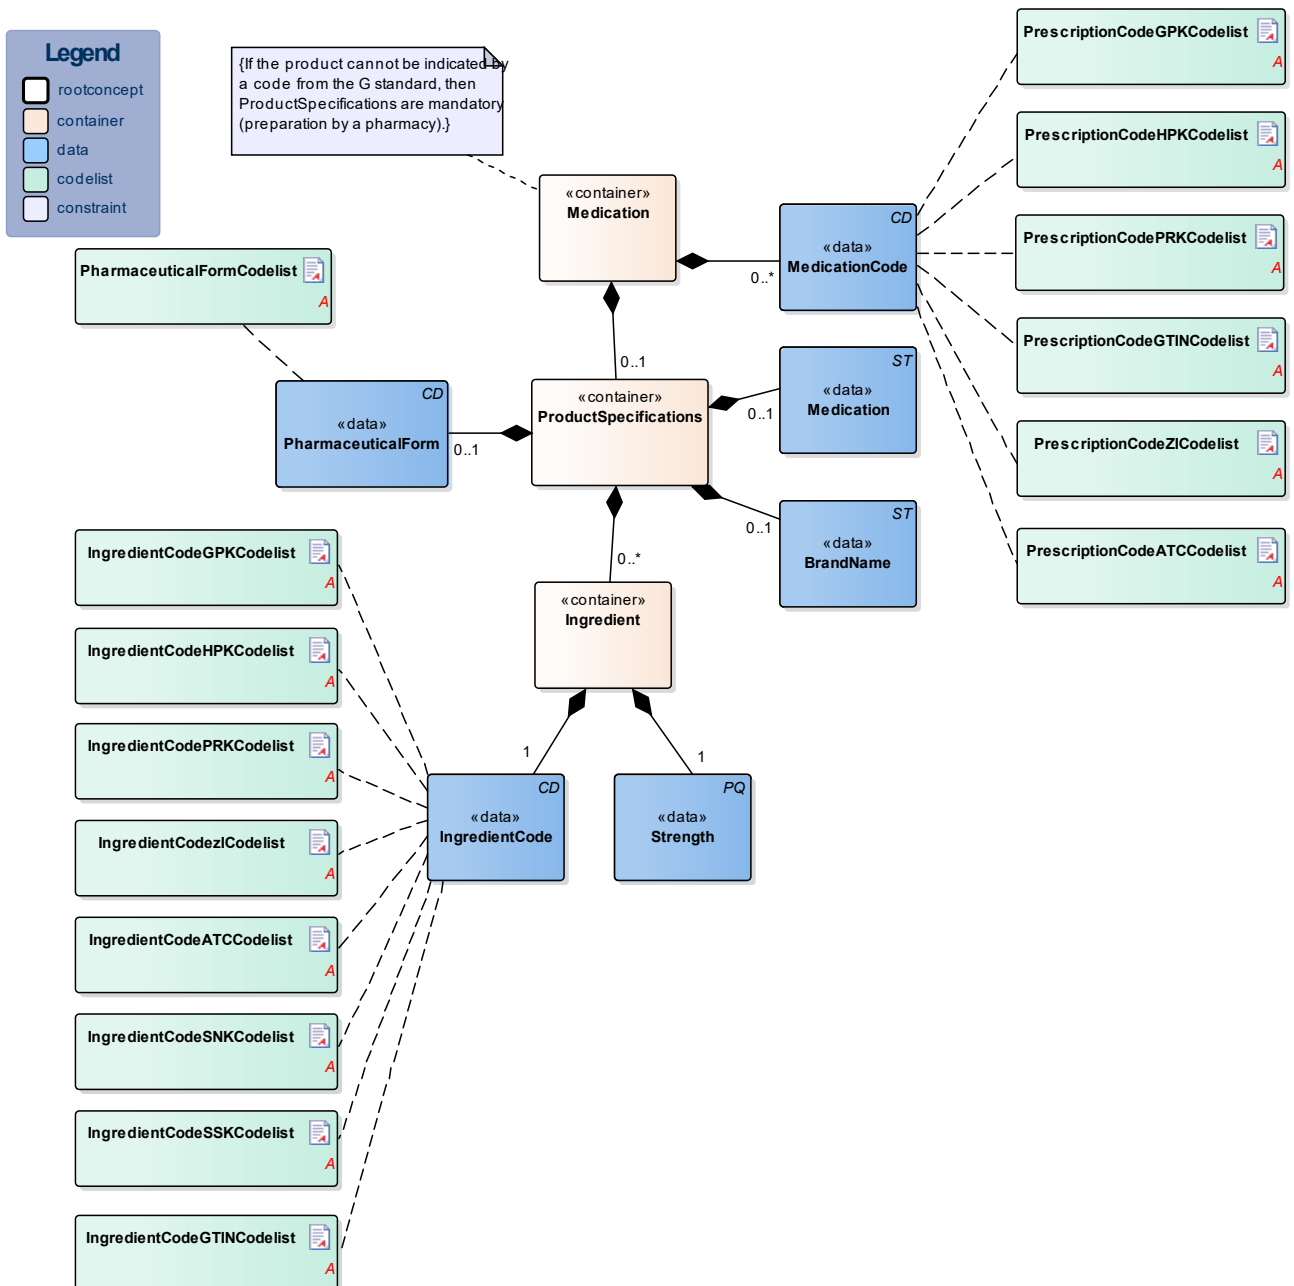 Legend
rootconcept
container
data
codelist
constraint
{If the product cannot be indicated by
a code from the G standard, then
ProductSpecifications are mandatory
(preparation by a pharmacy).}
PrescriptionCodeGPKCodelist
A
PrescriptionCodeHPKCodelist
A
PrescriptionCodePRKCodelist
A
PrescriptionCodeGTINCodelist
A
PrescriptionCodeZICodelist
A
PrescriptionCodeATCCodelist
A
«container»
Medication
CD
«data»
MedicationCode
0..*
0..1
PharmaceuticalFormCodelist
A
CD
«data»
PharmaceuticalForm
0..1
«container»
ProductSpecifications
ST
«data»
Medication
0..1
ST
«data»
BrandName
0..1
0..*
«container»
Ingredient
1
1
CD
«data»
IngredientCode
PQ
«data»
Strength
IngredientCodeGPKCodelist
A
IngredientCodeHPKCodelist
A
IngredientCodePRKCodelist
A
IngredientCodezICodelist
A
IngredientCodeATCCodelist
A
IngredientCodeSNKCodelist
A
IngredientCodeSSKCodelist
A
IngredientCodeGTINCodelist
A